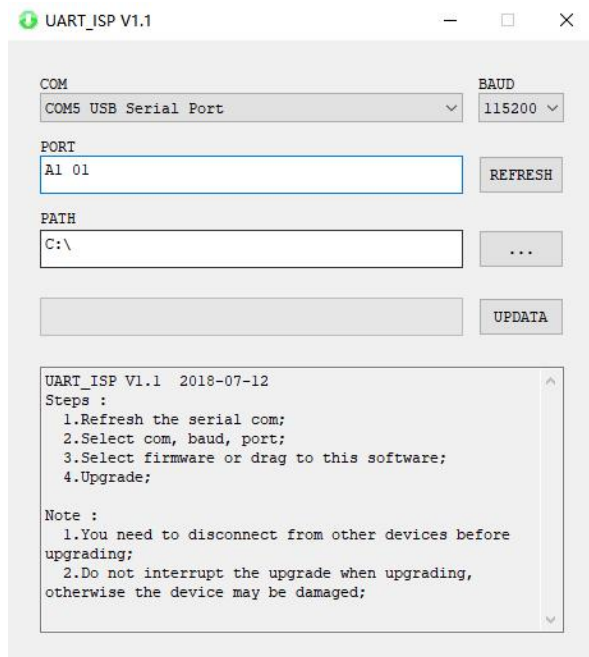 UART_ISP V1.1
COM
BAUD
COM5 USB Serial Port
115200
PORT
A1 01
REFRESH
PATH
C:\
...
UPDATA
UART_ISP V1.1  2018-07-12
Steps :
1.Refresh the serial com;
2.Select com, baud, port;
3.Select firmware or drag to this software;
4.Upgrade;
Note :
1.You need to disconnect from other devices before
upgrading;
2.Do not interrupt the upgrade when upgrading,
otherwise the device may be damaged;